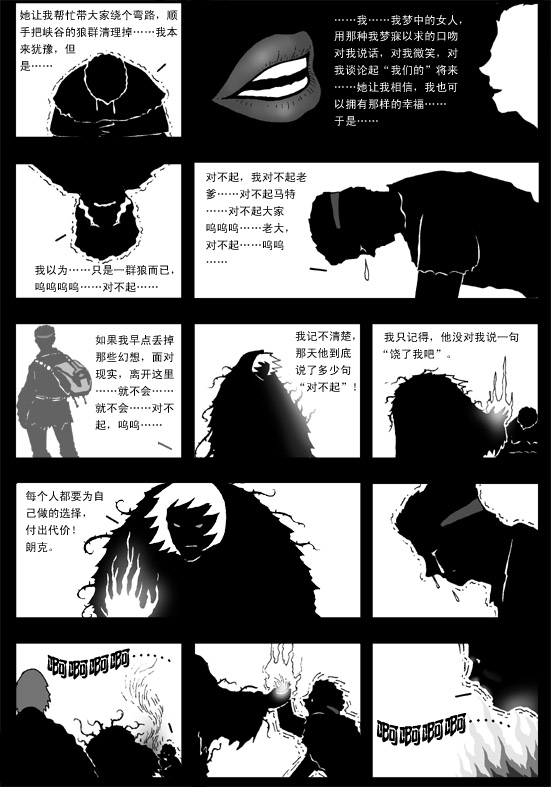 她让我帮忙带大家绕个弯路，顺
手把峡谷的狼群清理掉……我本
来犹豫，但
是……
……我……我梦中的女人，
用那种我梦寐以求的口吻
对我说话，对我微笑，对
我谈论起“我们的”将来
……她让我相信，我也可
以拥有那样的幸福……
于是……
我以为……只是一群狼而已，
呜呜呜呜……对不起……
对不起，我对不起老
爹……对不起马特
……对不起大家
呜呜呜……老大，
对不起……呜呜
……
如果我早点丢掉
那些幻想，面对
现实，离开这里
……就不会……
就不会……对不
起，呜呜……
我记不清楚，
那天他到底
说了多少句
“对不起”！
我只记得，他没对我说一句
“饶了我吧”。
每个人都要为自
己做的选择，
付出代价！
朗克。